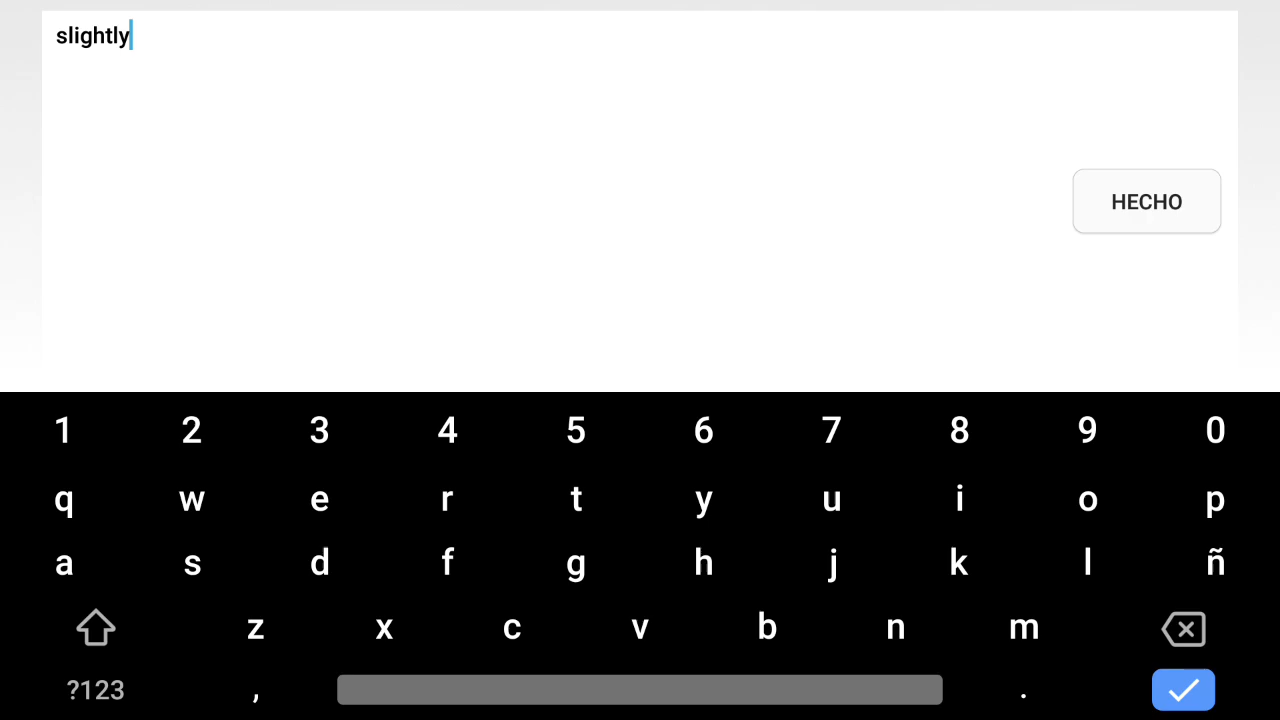 slightly
HECHO
1 2 3 4 5 6 7 8 9 0
q w e r t y u i o p
a s d f g h j k l ñ
z x c v b n m
?123 , .